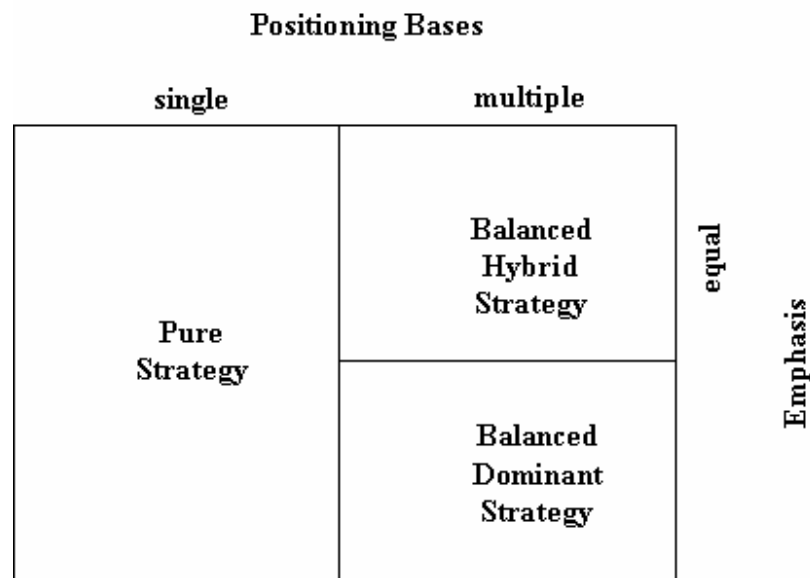 Positioning Bases
single
multiple
Balanced
Hybrid
Strategy
equal
Emphasis
Pure
Strategy
Balanced
Dominant
Strategy